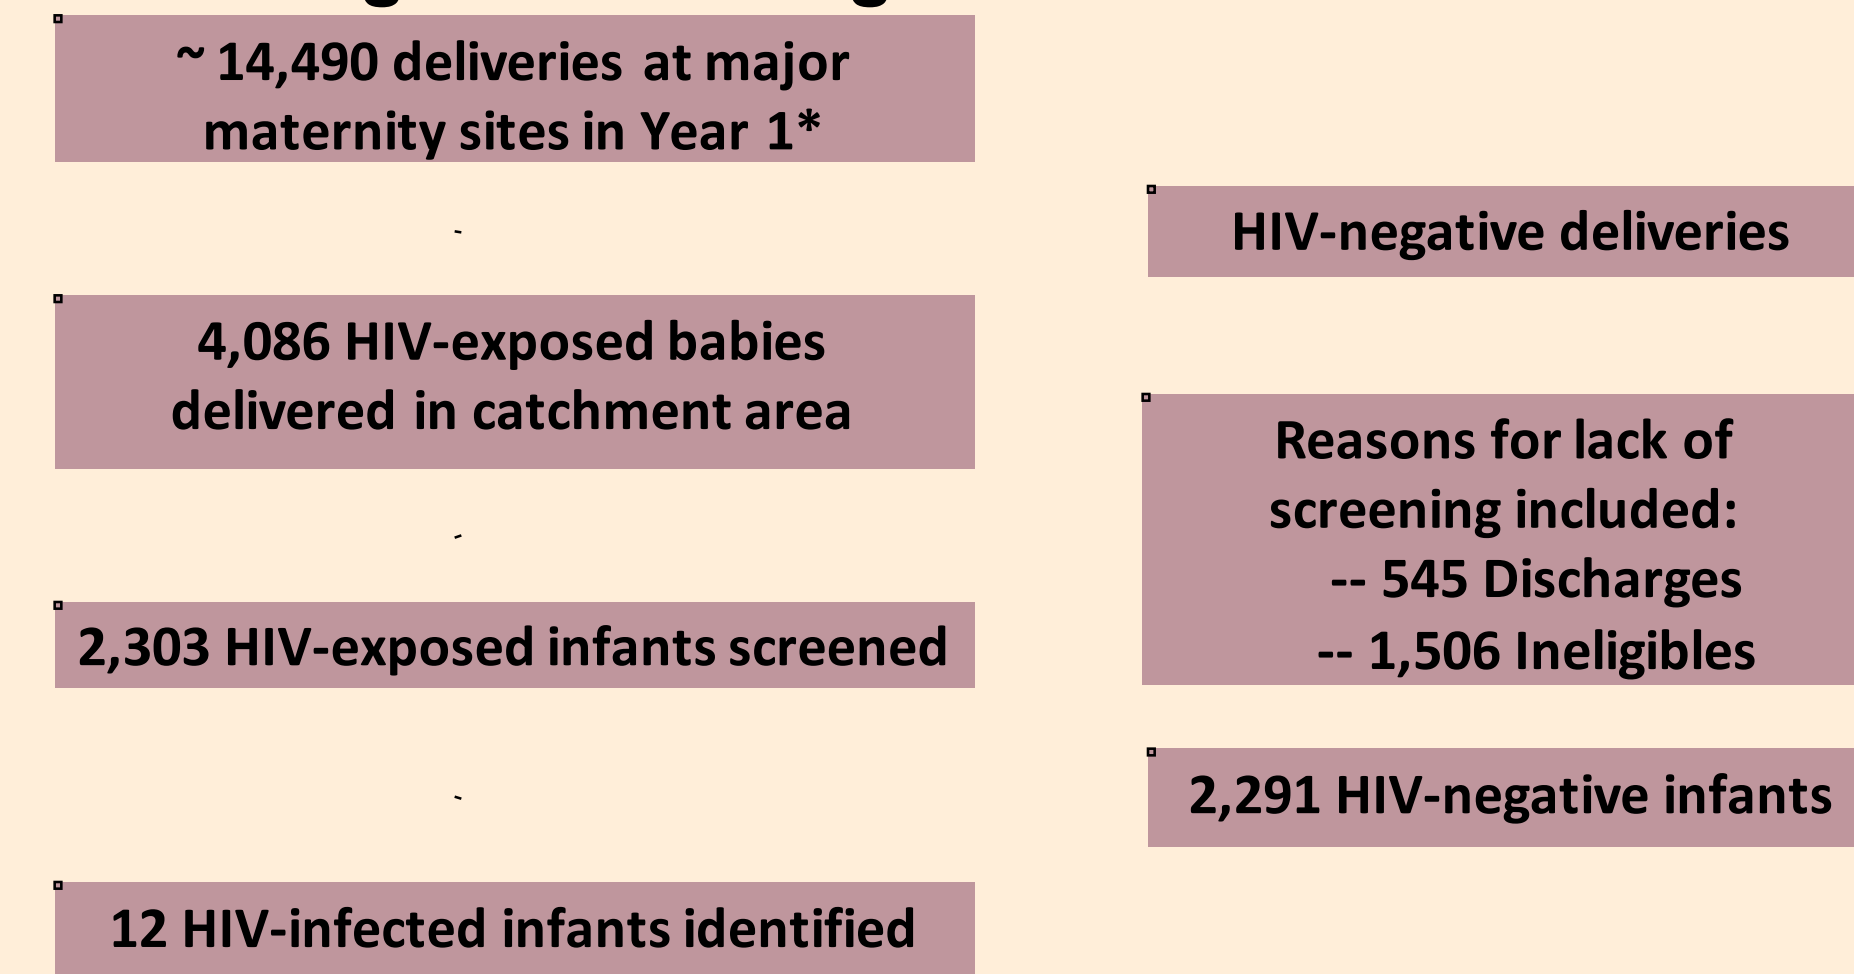 ~ 14,490 deliveries at major
maternity sites in Year 1*
HIV-negative deliveries
4,086 HIV-exposed babies
delivered in catchment area
Reasons for lack of
screening included:
-- 545 Discharges
-- 1,506 Ineligibles
2,303 HIV-exposed infants screened
2,291 HIV-negative infants
12 HIV-infected infants identified